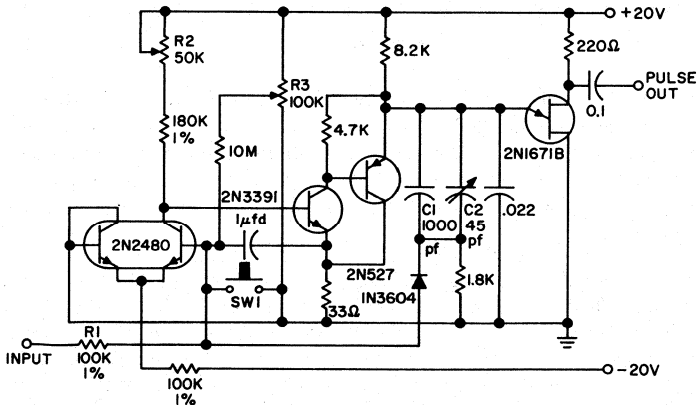 +20V
R2
50K
8.2K
220Ω
R3
100K
PULSE
OUT
0.1
180K
1%
4.7K
10M
2N1671B
2N3391
1µfd
C1
1000
pf
C2
45
pf
.022
2N2480
2N527
SW1
33Ω
1N3604
1.8K
INPUT
R1
100K
1%
100K
1%
-20V